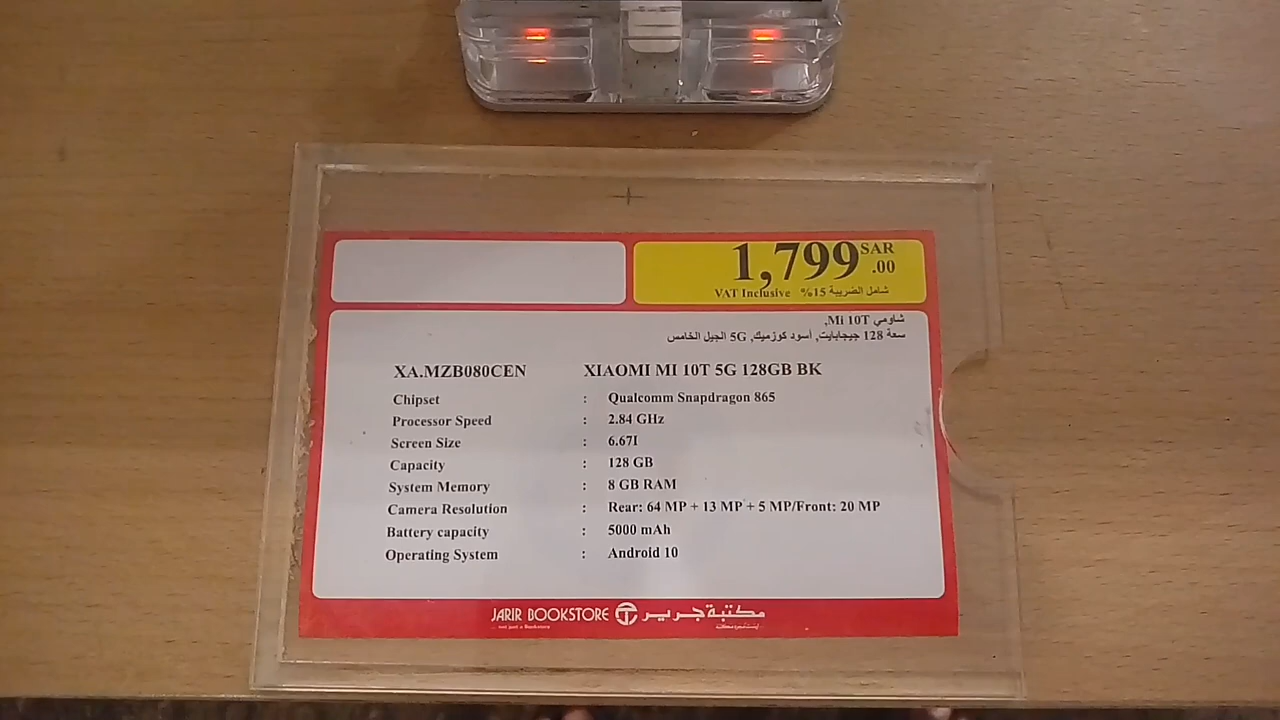 1,799 SAR .00
VAT Inclusive %15 شامل الضريبة
شاومي Mi 10T,
سعة 128 جيجابايت, أسود كوزميك, 5G الجيل الخامس
XA.MZB080CEN XIAOMI MI 10T 5G 128GB BK
Chipset : Qualcomm Snapdragon 865
Processor Speed : 2.84 GHz
Screen Size : 6.67I
Capacity : 128 GB
System Memory : 8 GB RAM
Camera Resolution : Rear: 64 MP + 13 MP + 5 MP/Front: 20 MP
Battery capacity : 5000 mAh
Operating System : Android 10
JARIR BOOKSTORE مكتبة جرير
... not just a Bookstore